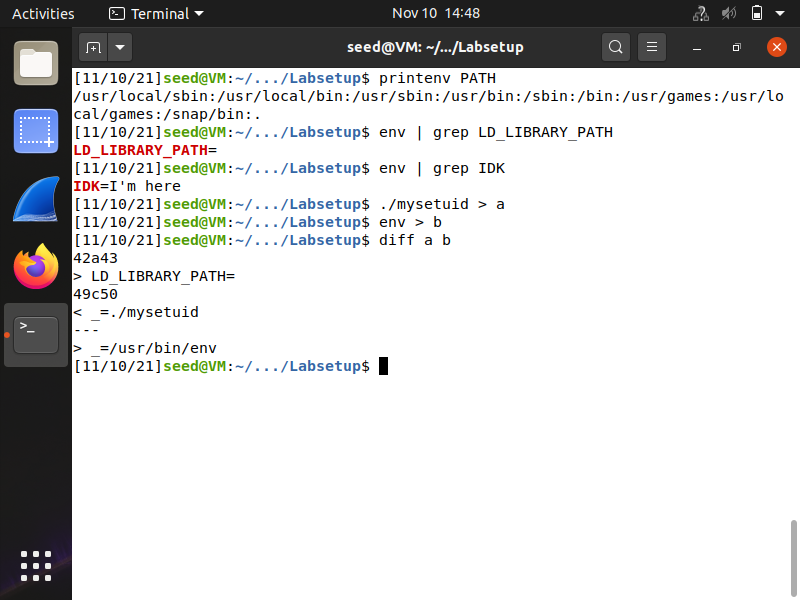 Activities
Terminal
Nov 10 14:48
seed@VM: ~/.../Labsetup
[11/10/21]seed@VM:~/.../Labsetup$ printenv PATH
/usr/local/sbin:/usr/local/bin:/usr/sbin:/usr/bin:/sbin:/bin:/usr/games:/usr/lo
cal/games:/snap/bin:.
[11/10/21]seed@VM:~/.../Labsetup$ env | grep LD_LIBRARY_PATH
LD_LIBRARY_PATH=
[11/10/21]seed@VM:~/.../Labsetup$ env | grep IDK
IDK=I'm here
[11/10/21]seed@VM:~/.../Labsetup$ ./mysetuid > a
[11/10/21]seed@VM:~/.../Labsetup$ env > b
[11/10/21]seed@VM:~/.../Labsetup$ diff a b
42a43
> LD_LIBRARY_PATH=
49c50
< _=./mysetuid
---
> _=/usr/bin/env
[11/10/21]seed@VM:~/.../Labsetup$